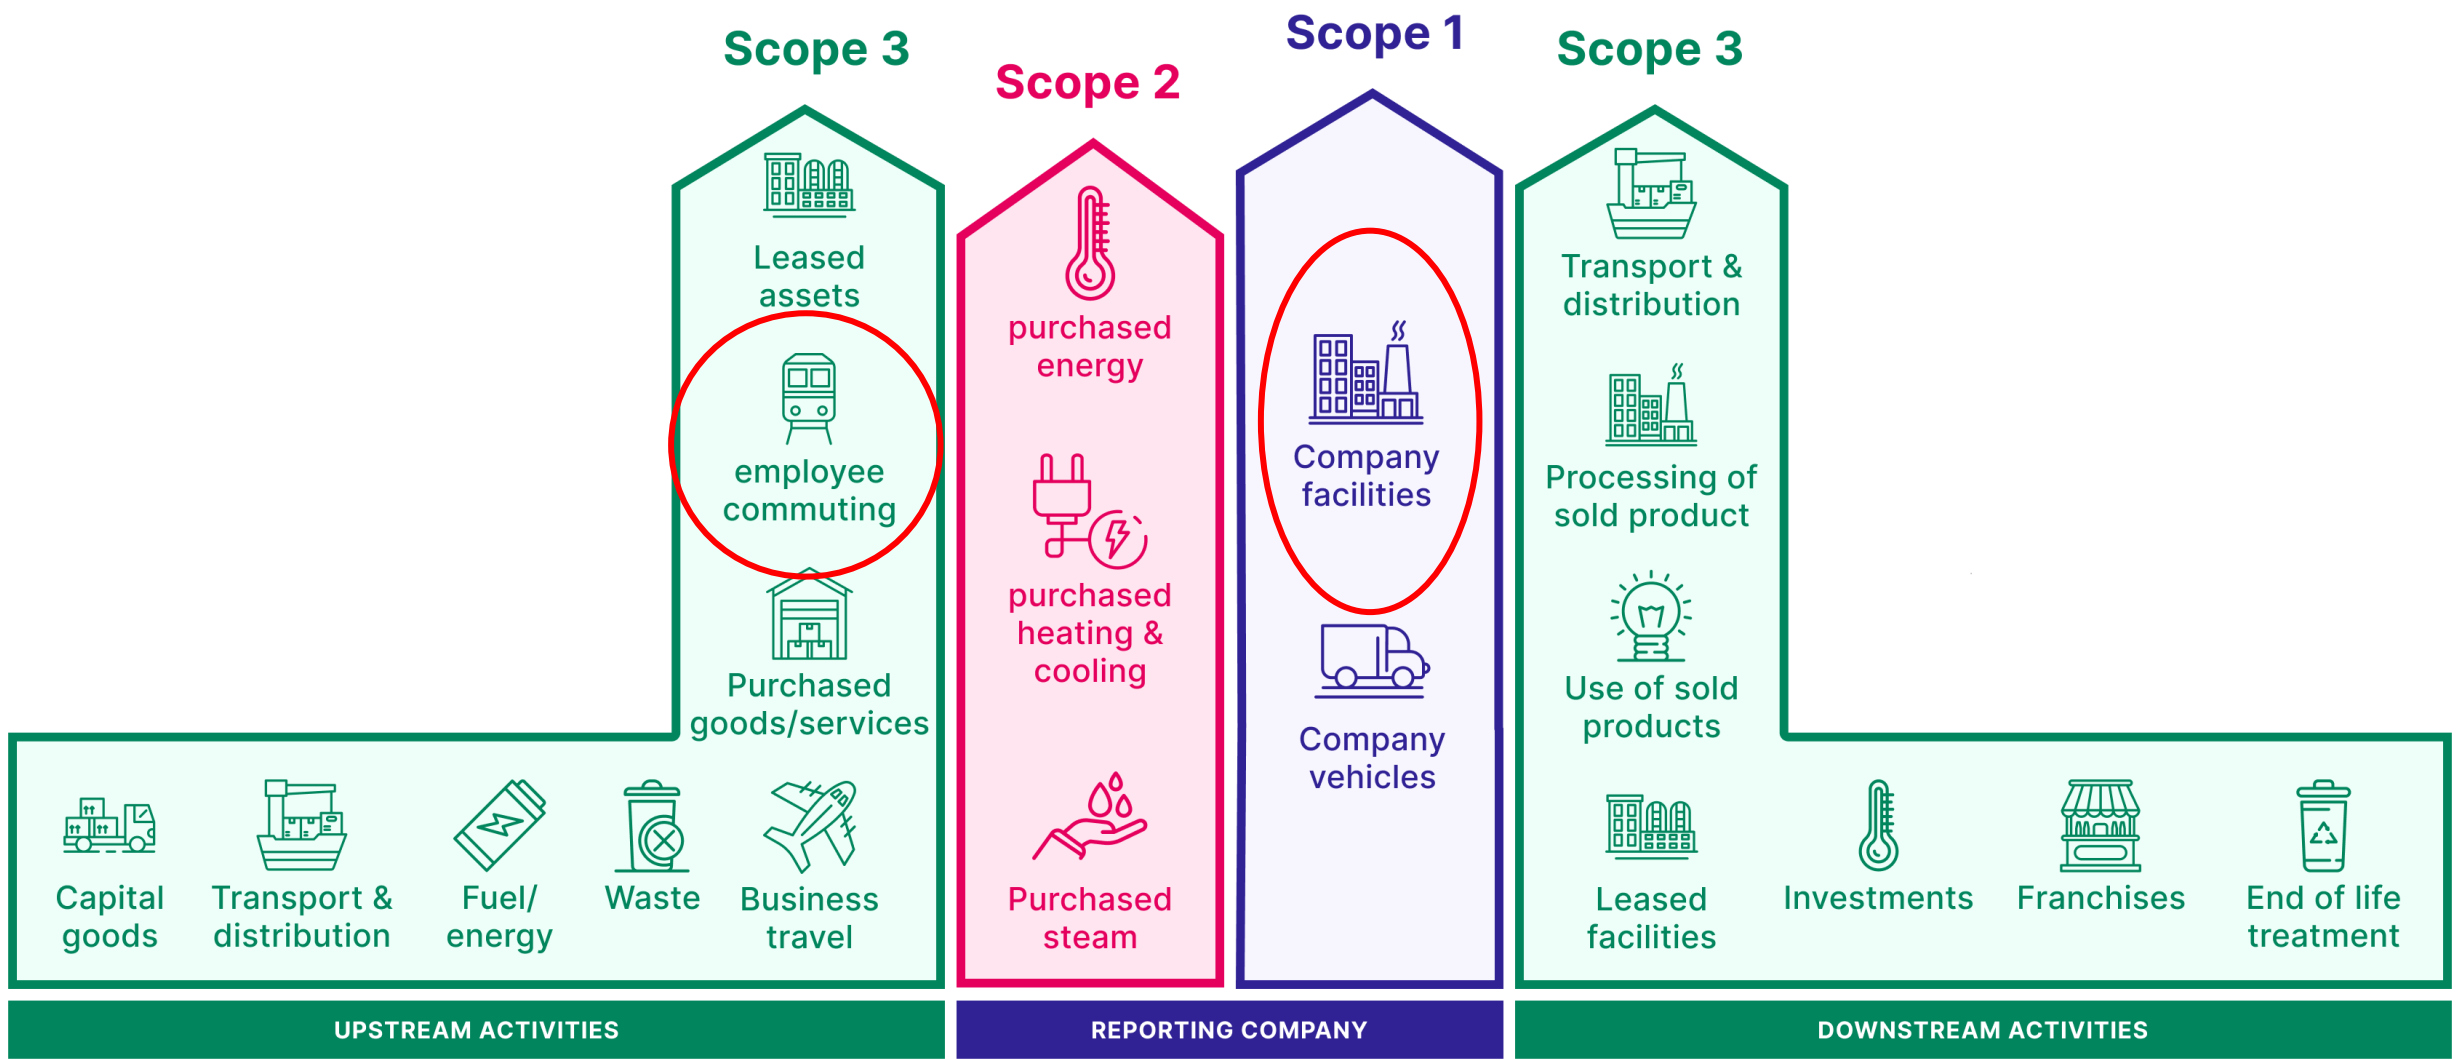 Scope 3
Scope 2
Scope 1
Scope 3
Leased
assets
employee
commuting
Purchased
goods/services
Capital
goods
Transport &
distribution
Fuel/
energy
Waste
Business
travel
purchased
energy
purchased
heating &
cooling
Purchased
steam
Company
facilities
Company
vehicles
Transport &
distribution
Processing of
sold product
Use of sold
products
Leased
facilities
Investments
Franchises
End of life
treatment
UPSTREAM ACTIVITIES
REPORTING COMPANY
DOWNSTREAM ACTIVITIES